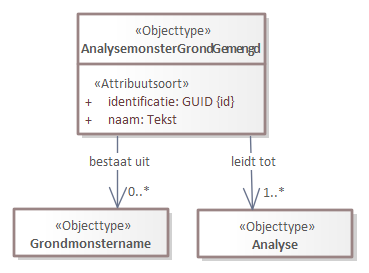 «Objecttype»
AnalysemonsterGrondGemengd
«Attribuutsoort»
+ identificatie: GUID {id}
+ naam: Tekst
bestaat uit
leidt tot
0..*
1..*
«Objecttype»
Grondmonstername
«Objecttype»
Analyse